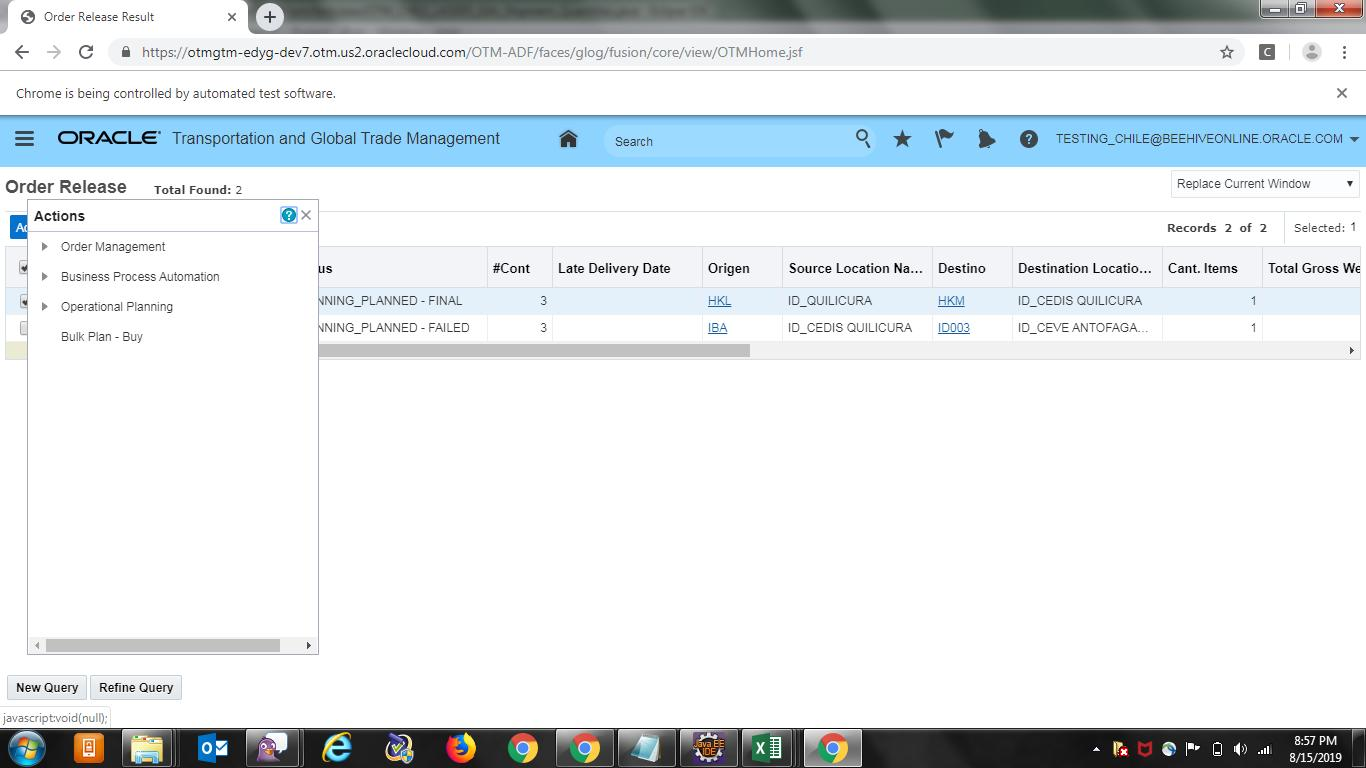 Order Release Result
https://otmgtm-edyg-dev7.otm.us2.oraclecloud.com/OTM-ADF/faces/glog/fusion/core/view/OTMHome.jsf
C
Chrome is being controlled by automated test software.
ORACLE Transportation and Global Trade Management
Search
TESTING_CHILE@BEEHIVEONLINE.ORACLE.COM
Order Release Total Found: 2
Replace Current Window
Actions
Records 2 of 2
Selected: 1
#Cont Late Delivery Date Origen Source Location Na... Destino Destination Locatio... Cant. Items Total Gross We
NNING_PLANNED - FINAL 3 HKL ID_QUILICURA HKM ID_CEDIS QUILICURA 1
NNING_PLANNED - FAILED 3 IBA ID_CEDIS QUILICURA ID003 ID_CEVE ANTOFAGA... 1
Order Management
Business Process Automation
Operational Planning
Bulk Plan - Buy
New Query Refine Query
javascript:void(null);
Java EE
IDE
8:57 PM
8/15/2019